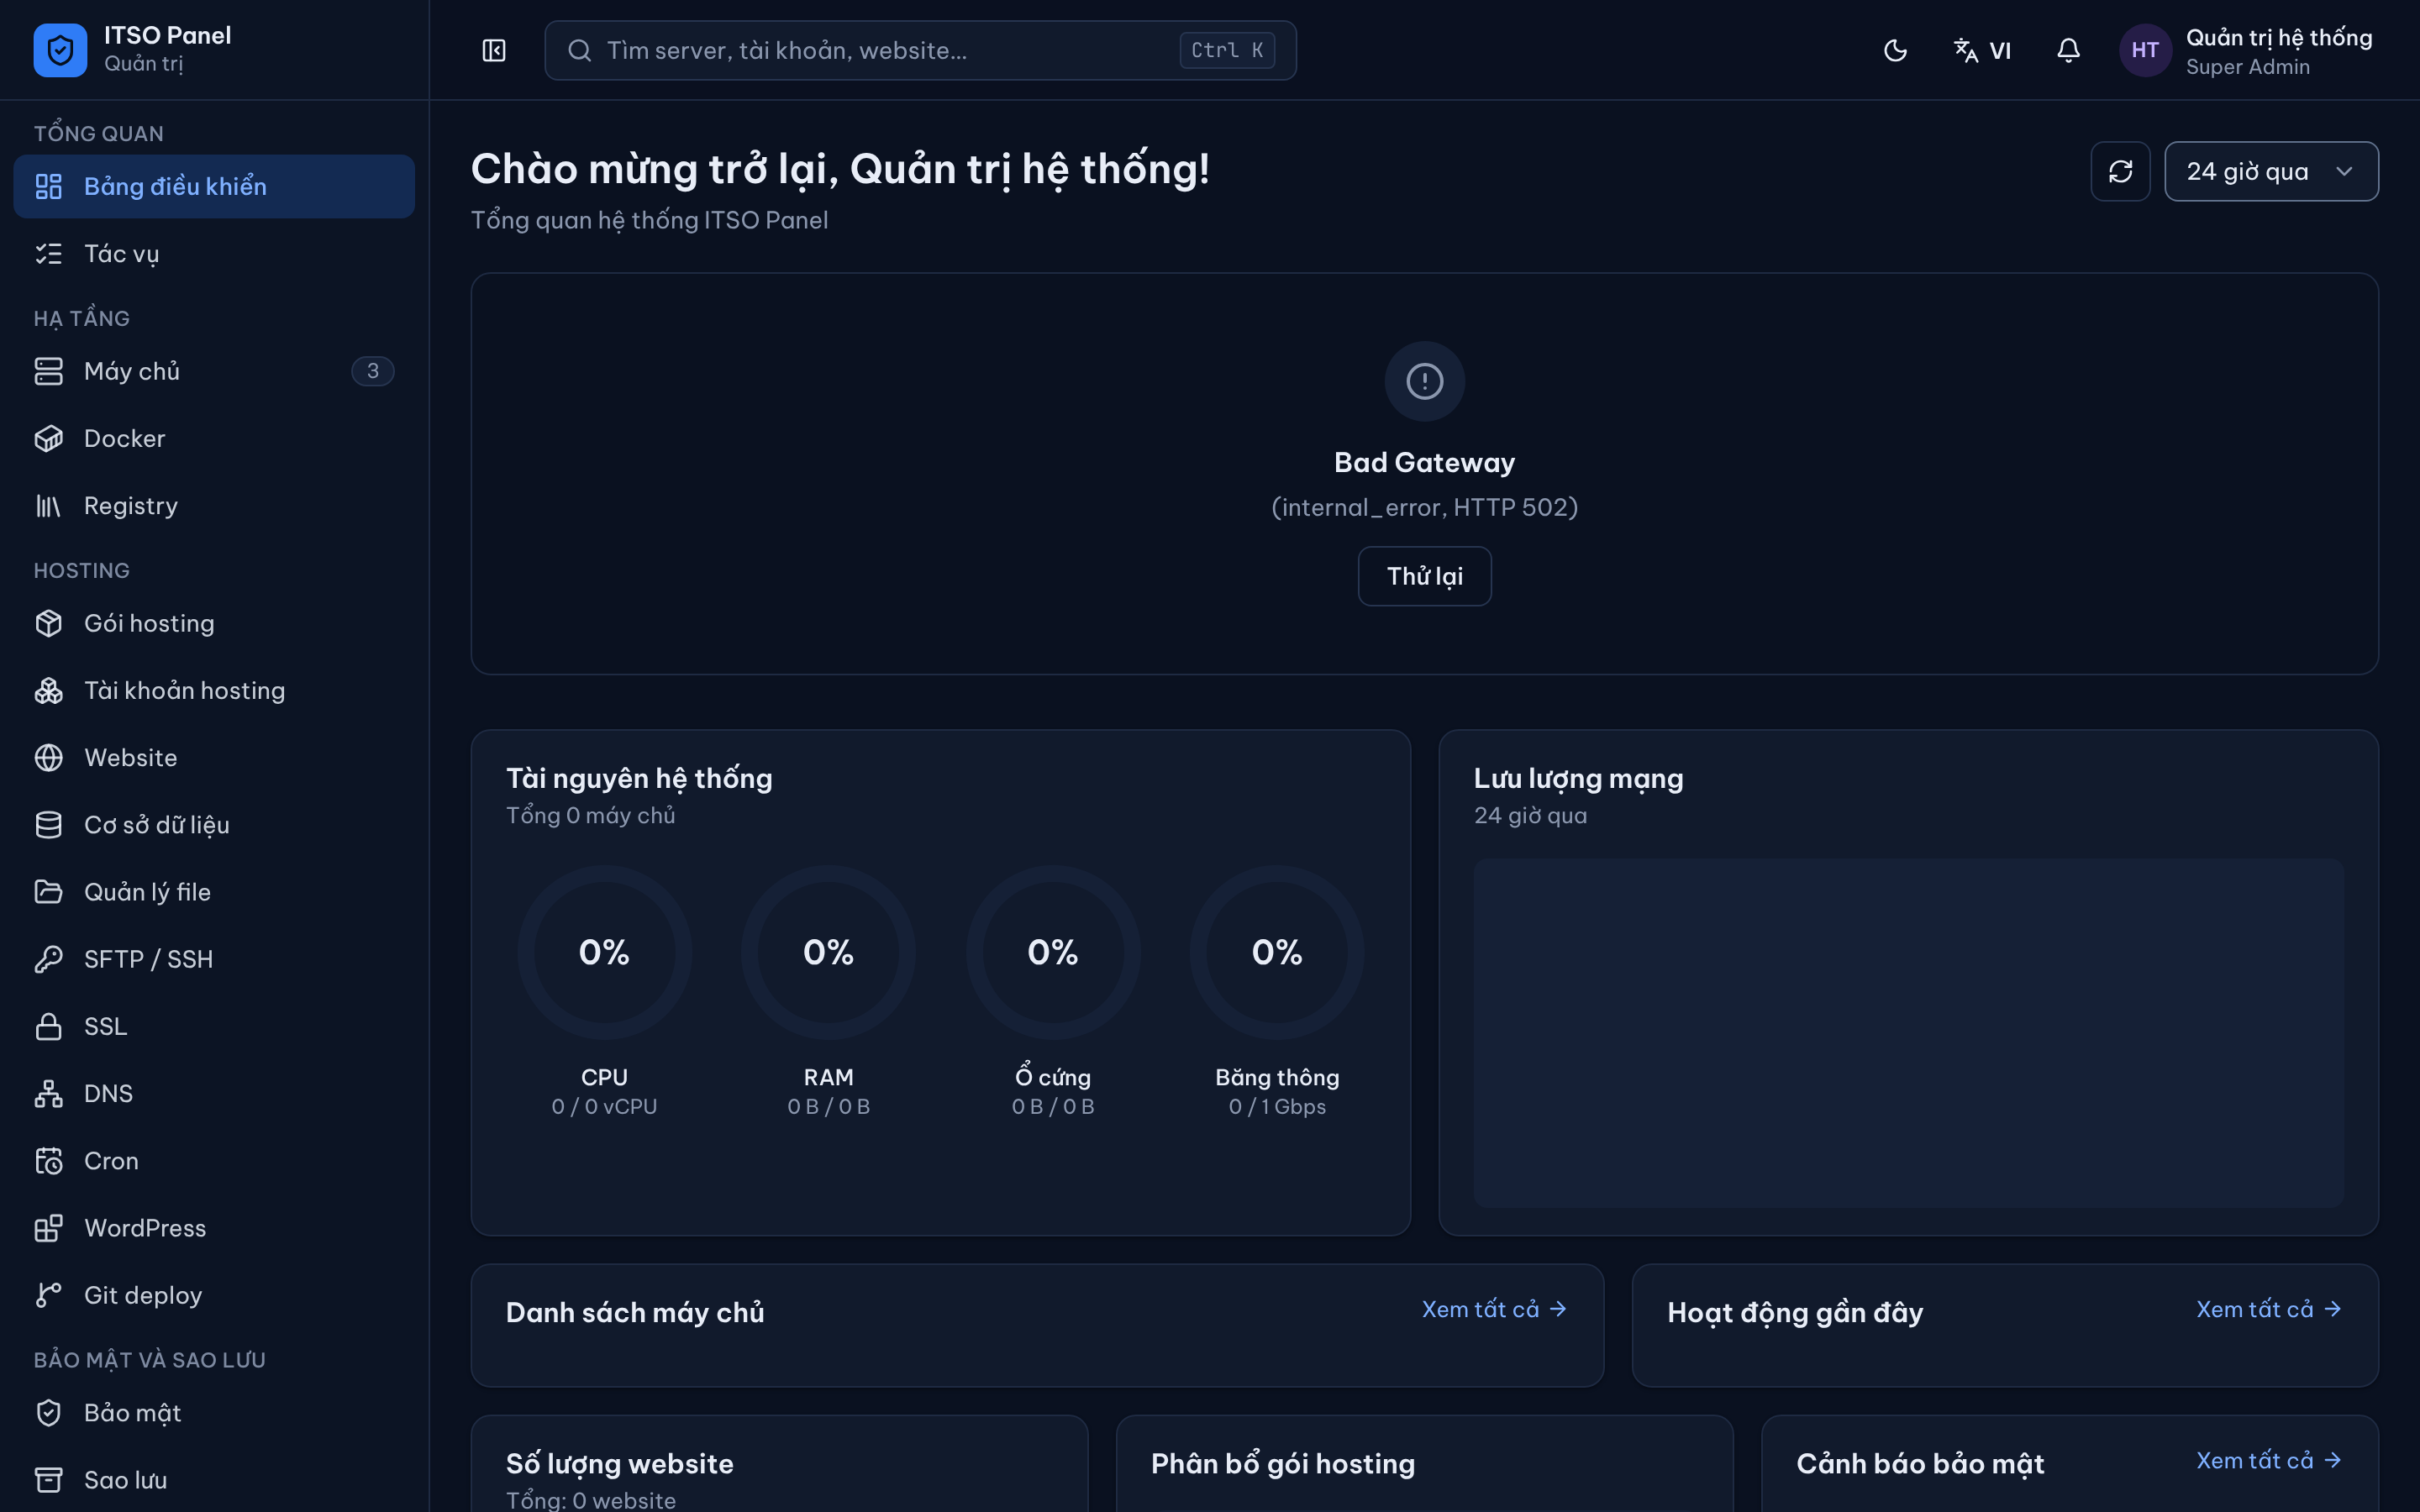 ITSO Panel
Quản trị
Tìm server, tài khoản, website...
Ctrl K
VI
HT
Quản trị hệ thống
Super Admin
TỔNG QUAN
Bảng điều khiển
Tác vụ
HẠ TẦNG
Máy chủ
3
Docker
Registry
HOSTING
Gói hosting
Tài khoản hosting
Website
Cơ sở dữ liệu
Quản lý file
SFTP / SSH
SSL
DNS
Cron
WordPress
Git deploy
BẢO MẬT VÀ SAO LƯU
Bảo mật
Sao lưu
Chào mừng trở lại, Quản trị hệ thống!
Tổng quan hệ thống ITSO Panel
24 giờ qua
Bad Gateway
(internal_error, HTTP 502)
Thử lại
Tài nguyên hệ thống
Tổng 0 máy chủ
0%
CPU
0 / 0 vCPU
0%
RAM
0 B / 0 B
0%
Ổ cứng
0 B / 0 B
0%
Băng thông
0 / 1 Gbps
Lưu lượng mạng
24 giờ qua
Danh sách máy chủ
Xem tất cả
Hoạt động gần đây
Xem tất cả
Số lượng website
Tổng: 0 website
Phân bổ gói hosting
Cảnh báo bảo mật
Xem tất cả